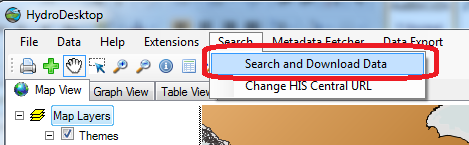 HydroDesktop
File Data Help Extensions Search Metadata Fetcher Data Export
Search and Download Data
Change HIS Central URL
Map View Graph View Table View
Map Layers
Themes